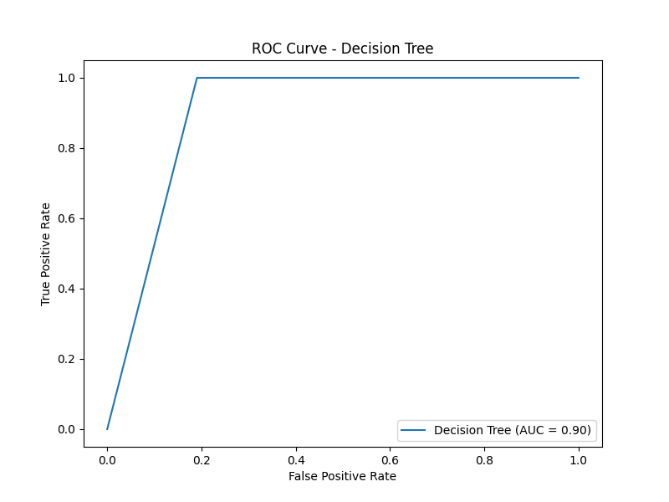 ROC Curve - Decision Tree
1.0
0.8
0.6
0.4
0.2
0.0
True Positive Rate
Decision Tree (AUC = 0.90)
0.0 0.2 0.4 0.6 0.8 1.0
False Positive Rate